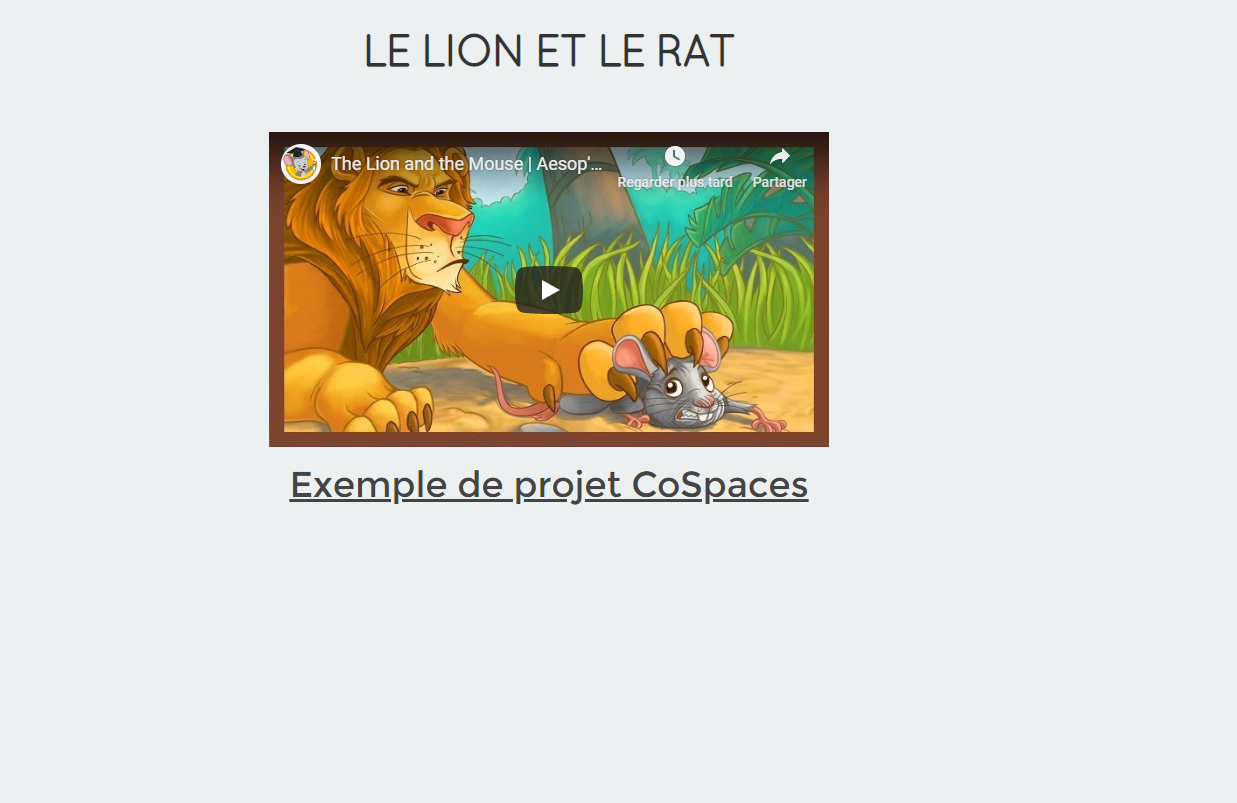 LE LION ET LE RAT
The Lion and the Mouse | Aesop'...
Regarder plus tard
Partager
Exemple de projet CoSpaces